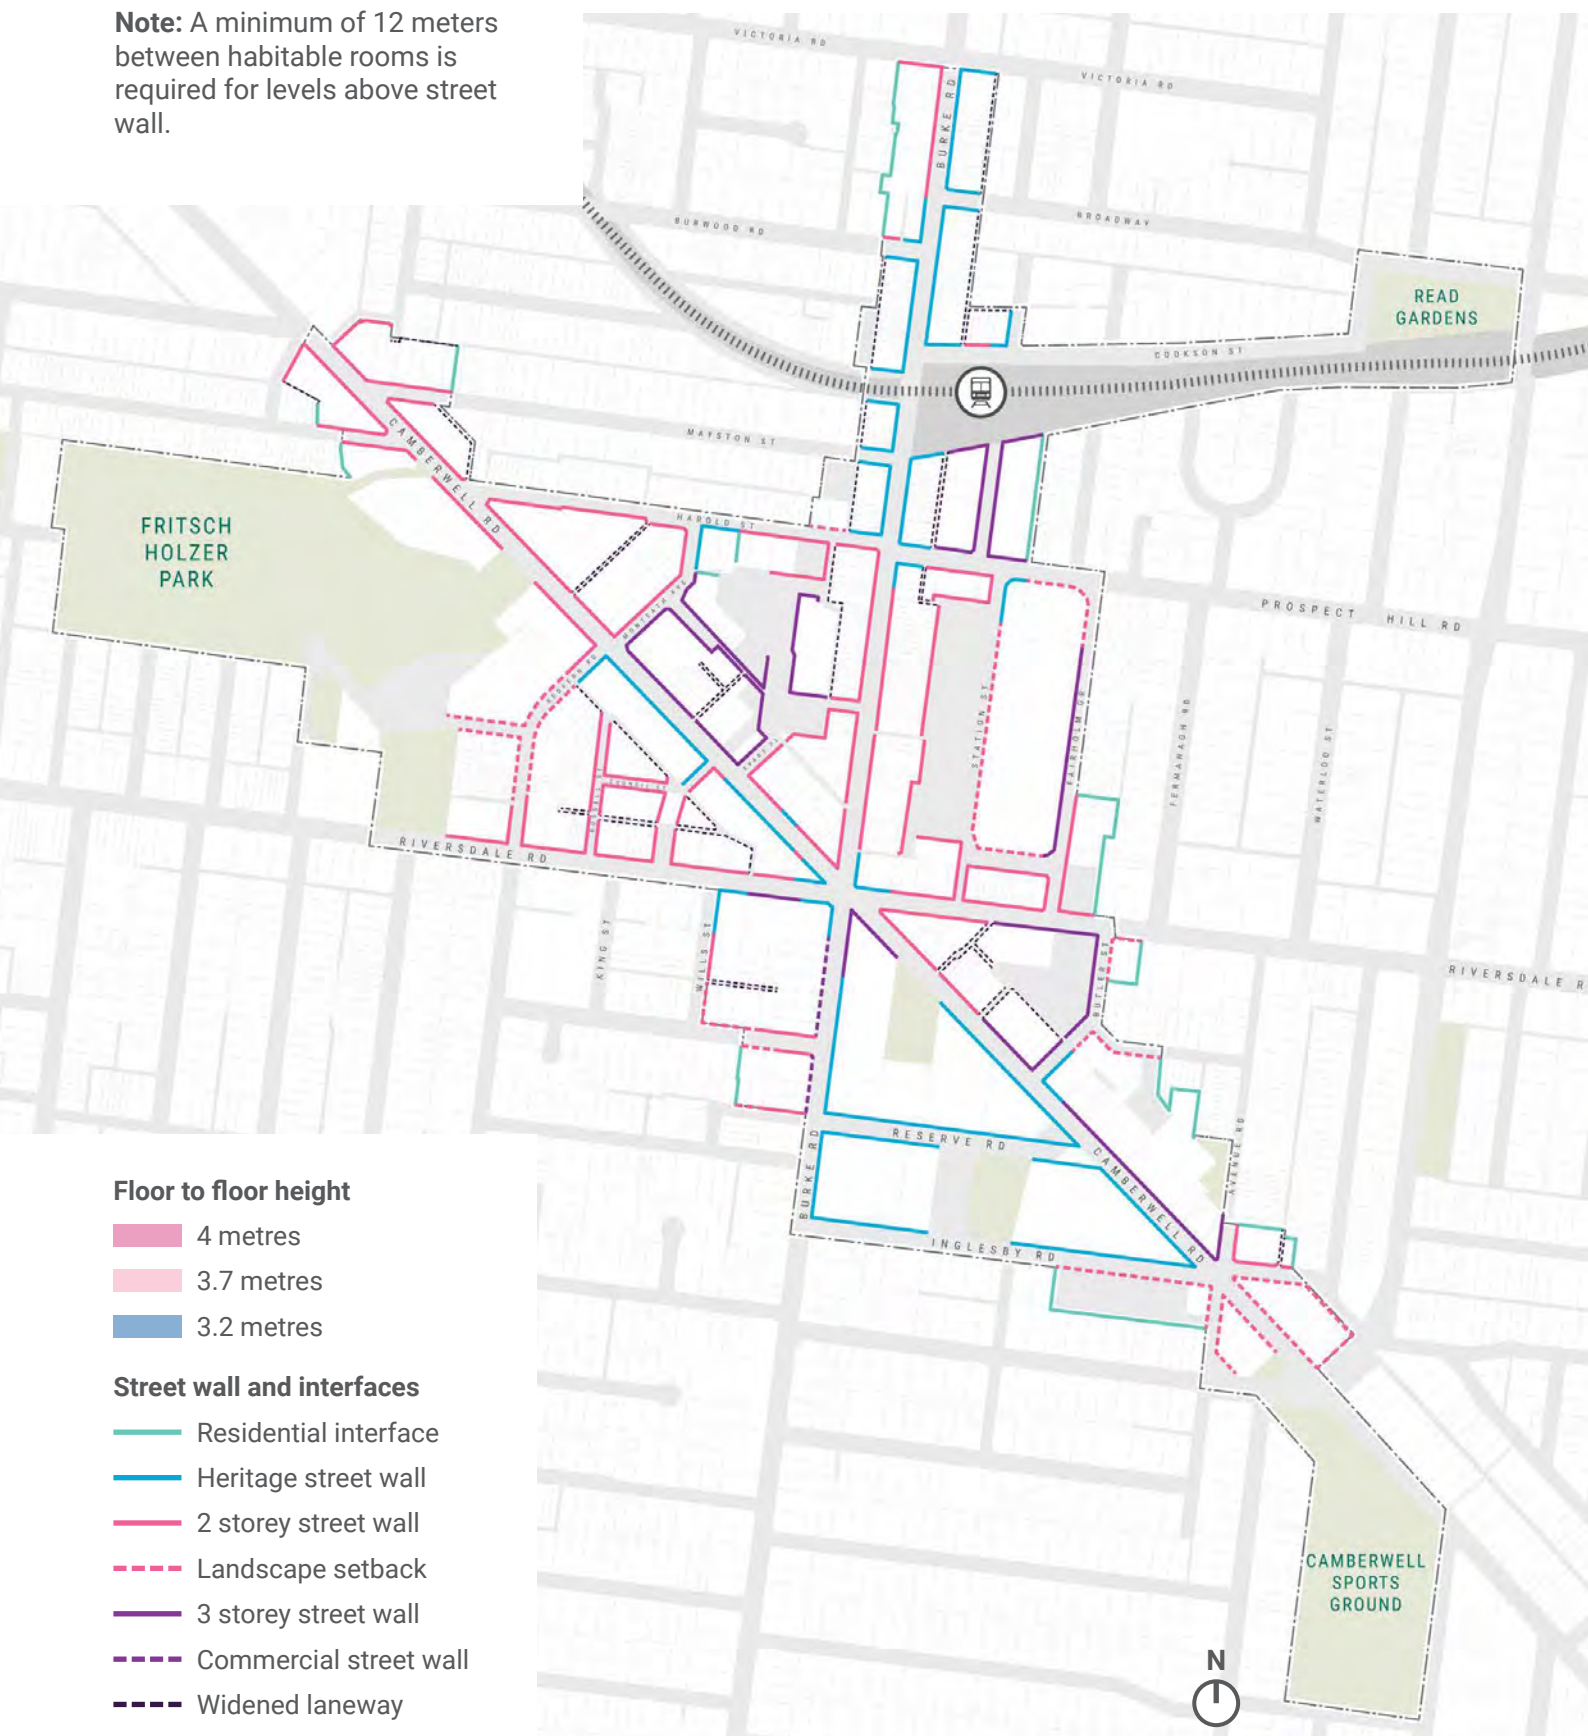 Note: A minimum of 12 meters
between habitable rooms is
required for levels above street
wall.
VICTORIA RD
VICTORIA RD
BURKE RD
BURWOOD RD
BROADWAY
READ
GARDENS
COOKSON ST
MAYSTON ST
CAMBERWELL RD
HAROLD ST
FRITSCH
HOLZER
PARK
PROSPECT HILL RD
MONTEATH AVE
STATION ST
FAIRHOLM GR
FERMANAGH RD
WATERLOO ST
RIVERSDALE RD
KING ST
WILLS ST
BUTLER ST
RIVERSDALE R
RESERVE RD
AVENUE RD
BURKE RD
CAMBERWELL RD
INGLESBY RD
Floor to floor height
4 metres
3.7 metres
3.2 metres
Street wall and interfaces
Residential interface
Heritage street wall
2 storey street wall
Landscape setback
3 storey street wall
Commercial street wall
Widened laneway
CAMBERWELL
SPORTS
GROUND
N